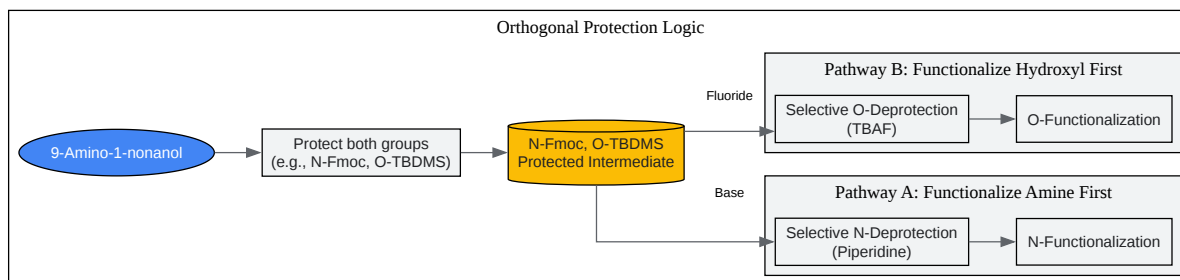 Orthogonal Protection Logic
9-Amino-1-nonanol
Protect both groups
(e.g., N-Fmoc, O-TBDMS)
N-Fmoc, O-TBDMS
Protected Intermediate
Fluoride
Pathway B: Functionalize Hydroxyl First
Selective O-Deprotection
(TBAF)
O-Functionalization
Base
Pathway A: Functionalize Amine First
Selective N-Deprotection
(Piperidine)
N-Functionalization